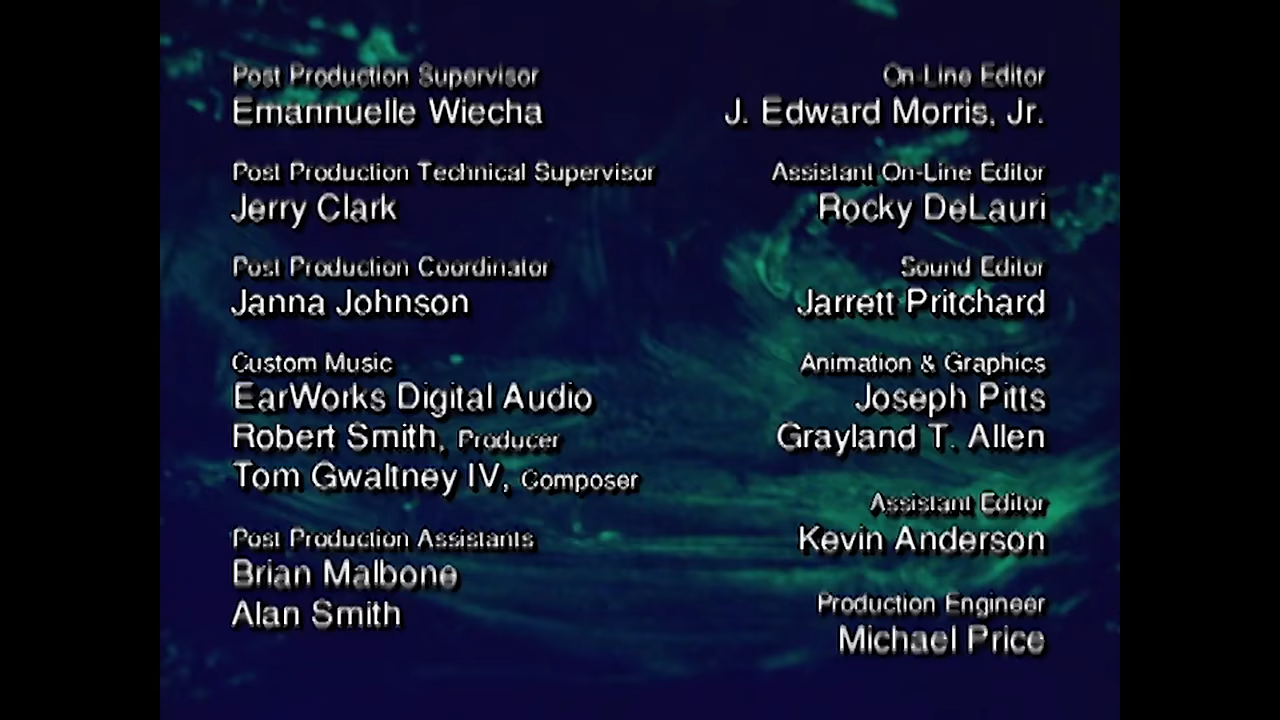 Post Production Supervisor
Emannuelle Wiecha
Post Production Technical Supervisor
Jerry Clark
Post Production Coordinator
Janna Johnson
Custom Music
EarWorks Digital Audio
Robert Smith, Producer
Tom Gwaltney IV, Composer
Post Production Assistants
Brian Malbone
Alan Smith
On-Line Editor
J. Edward Morris, Jr.
Assistant On-Line Editor
Rocky DeLauri
Sound Editor
Jarrett Pritchard
Animation & Graphics
Joseph Pitts
Grayland T. Allen
Assistant Editor
Kevin Anderson
Production Engineer
Michael Price